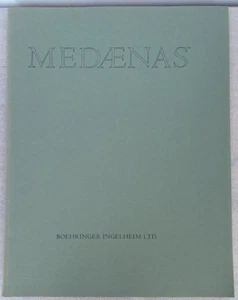 MEDÆNAS
BOEHRINGER INGELHEIM LTD.